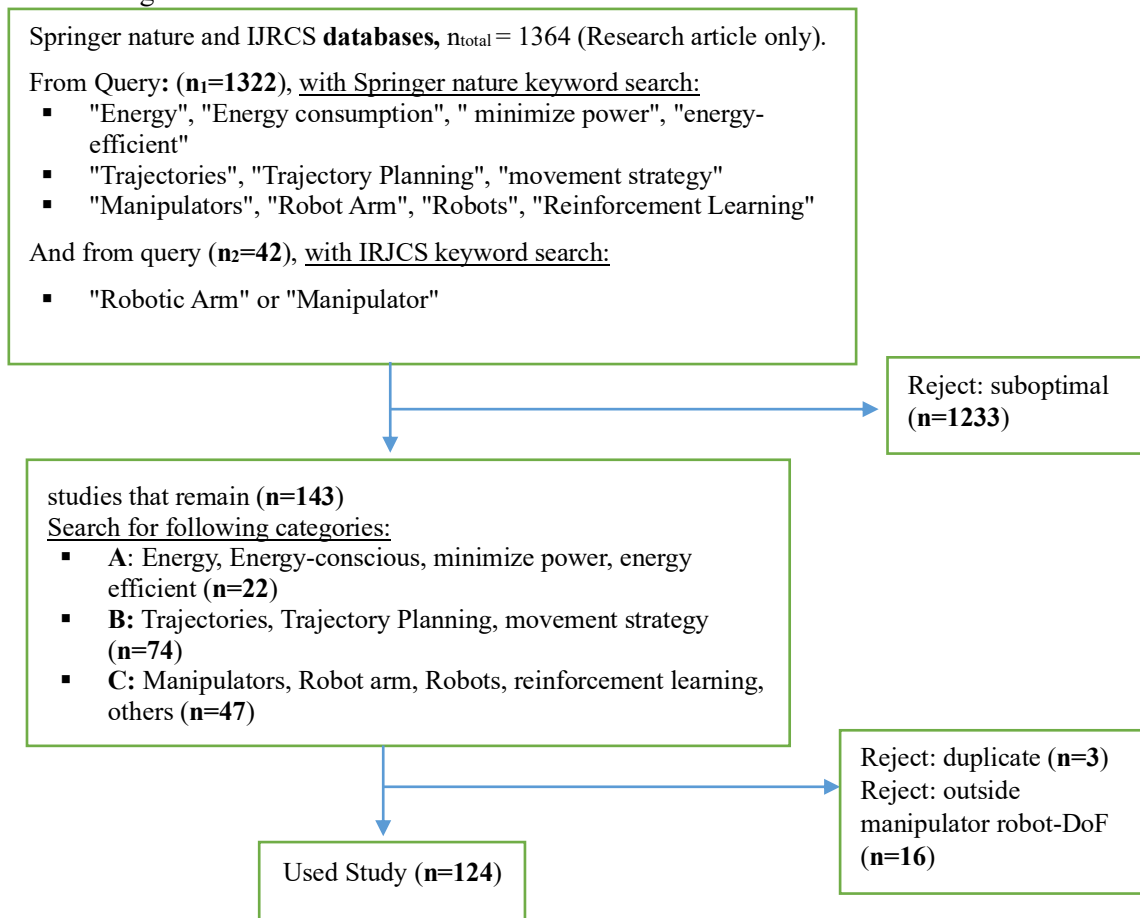 Springer nature and IJRCS databases, ntotal = 1364 (Research article only).
From Query: (n1=1322), with Springer nature keyword search:
▪ "Energy", "Energy consumption", " minimize power", "energy-
efficient"
▪ "Trajectories", "Trajectory Planning", "movement strategy"
▪ "Manipulators", "Robot Arm", "Robots", "Reinforcement Learning"
And from query (n2=42), with IRJCS keyword search:
▪ "Robotic Arm" or "Manipulator"
Reject: suboptimal
(n=1233)
studies that remain (n=143)
Search for following categories:
▪ A: Energy, Energy-conscious, minimize power, energy
efficient (n=22)
▪ B: Trajectories, Trajectory Planning, movement strategy
(n=74)
▪ C: Manipulators, Robot arm, Robots, reinforcement learning,
others (n=47)
Reject: duplicate (n=3)
Reject: outside
manipulator robot-DoF
(n=16)
Used Study (n=124)